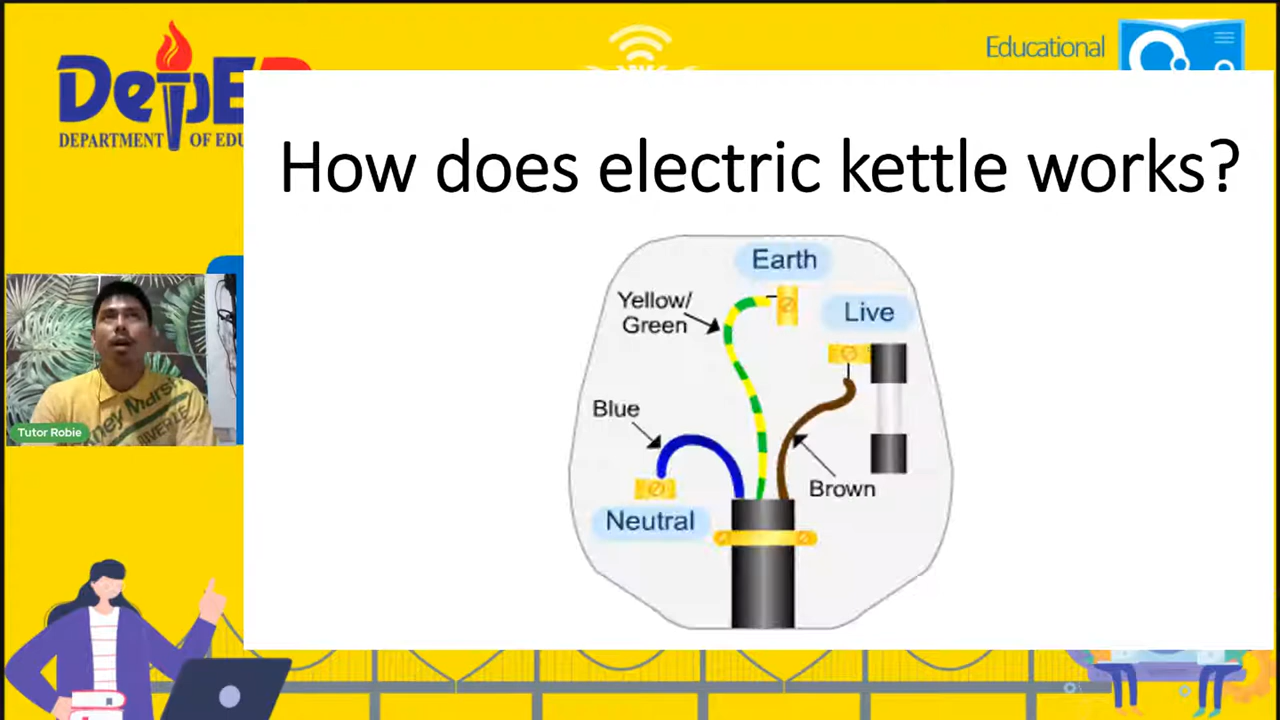 DepED
DEPARTMENT OF EDU
Educational
How does electric kettle works?
Earth
Yellow/
Green
Live
Blue
Brown
Neutral
Tutor Robie